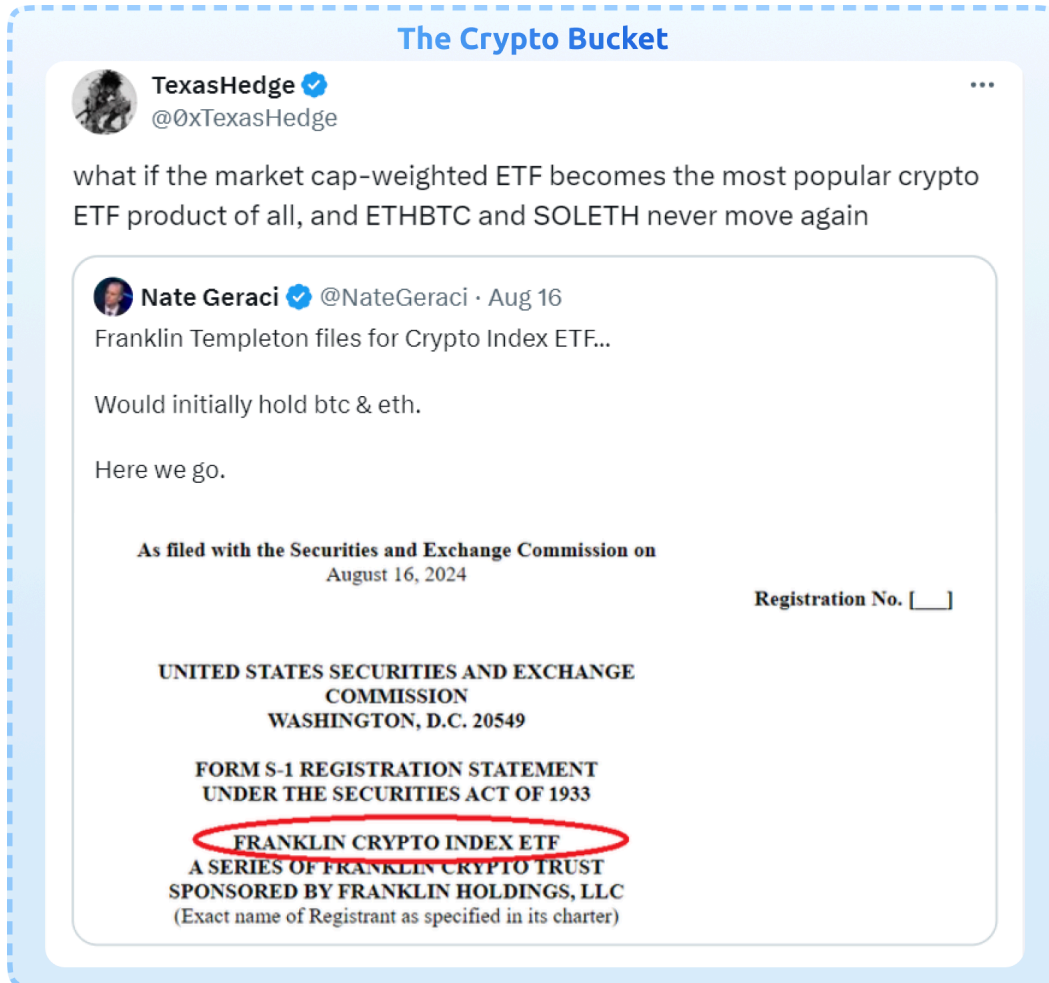 The Crypto Bucket
TexasHedge
@0xTexasHedge
what if the market cap-weighted ETF becomes the most popular crypto
ETF product of all, and ETHBTC and SOLETH never move again
Nate Geraci @NateGeraci · Aug 16
Franklin Templeton files for Crypto Index ETF...
Would initially hold btc & eth.
Here we go.
As filed with the Securities and Exchange Commission on
August 16, 2024
Registration No. [___]
UNITED STATES SECURITIES AND EXCHANGE
COMMISSION
WASHINGTON, D.C. 20549
FORM S-1 REGISTRATION STATEMENT
UNDER THE SECURITIES ACT OF 1933
FRANKLIN CRYPTO INDEX ETF
A SERIES OF FRANKLIN CRYPTO TRUST
SPONSORED BY FRANKLIN HOLDINGS, LLC
(Exact name of Registrant as specified in its charter)